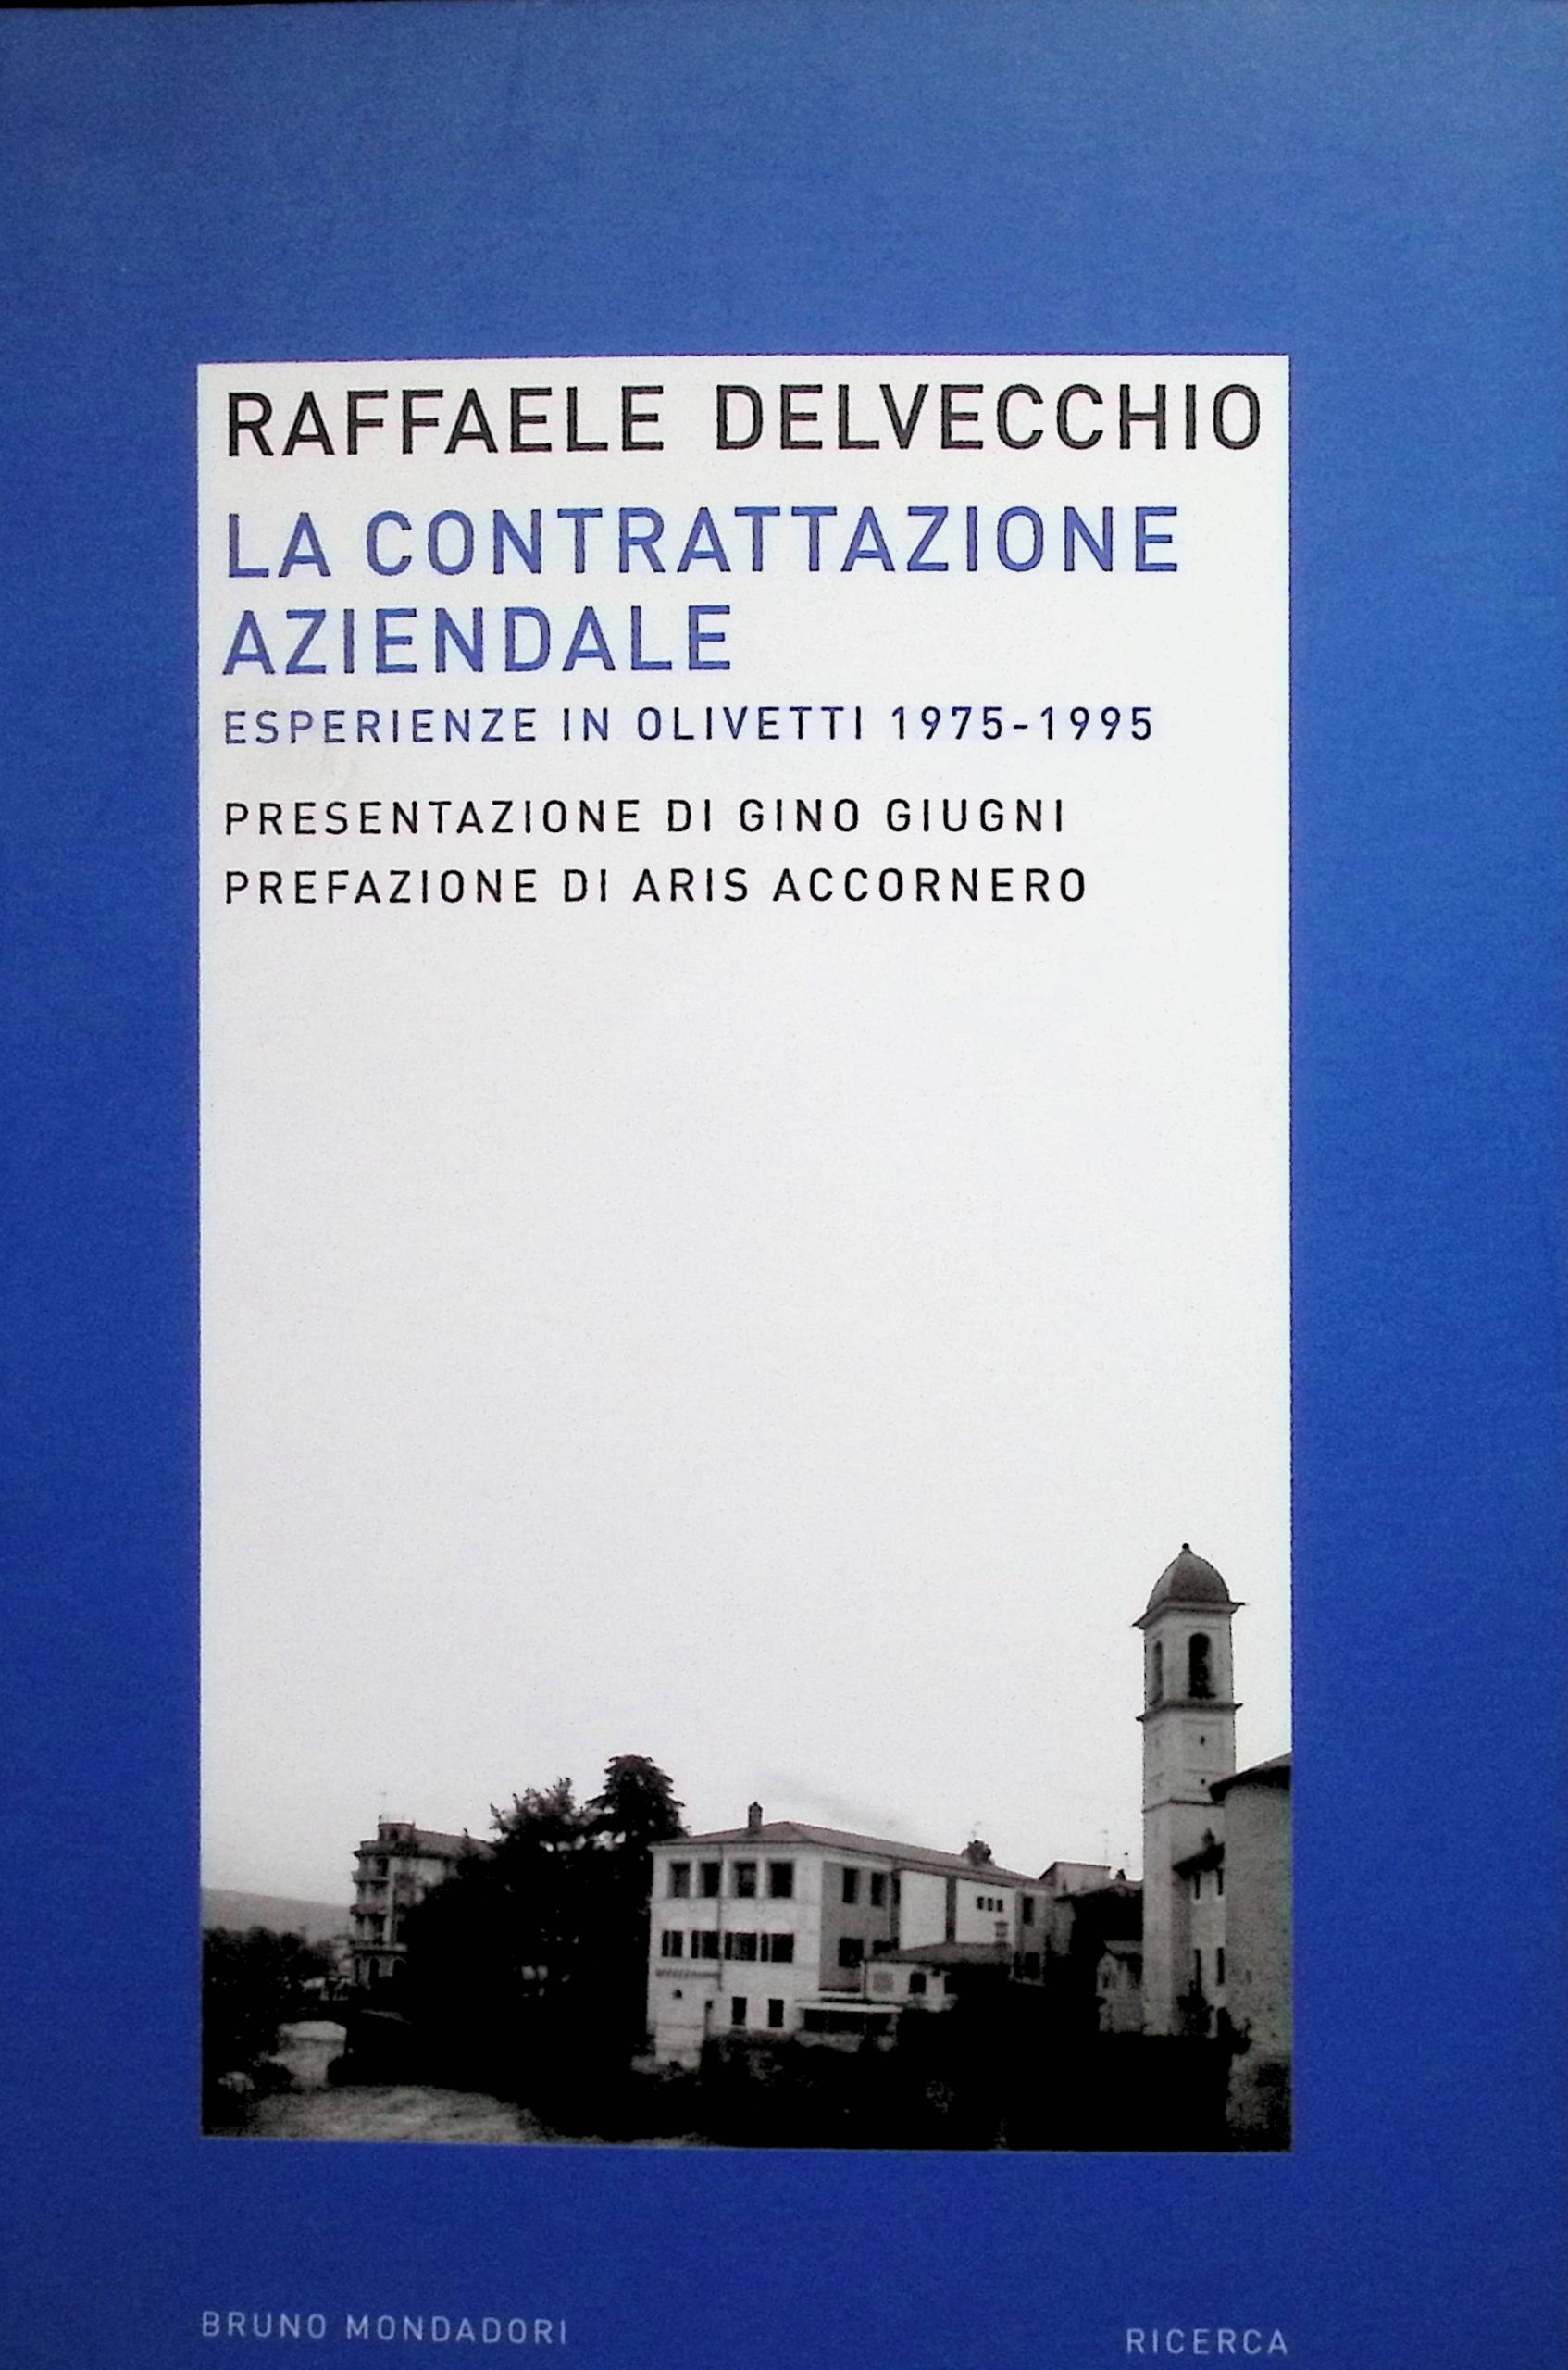 RAFFAELE DELVECCHIO
LA CONTRATTAZIONE
AZIENDALE
ESPERIENZE IN OLIVETTI 1975-1995
PRESENTAZIONE DI GINO GIUGNI
PREFAZIONE DI ARIS ACCORNERO
BRUNO MONDADORI
RICERCA